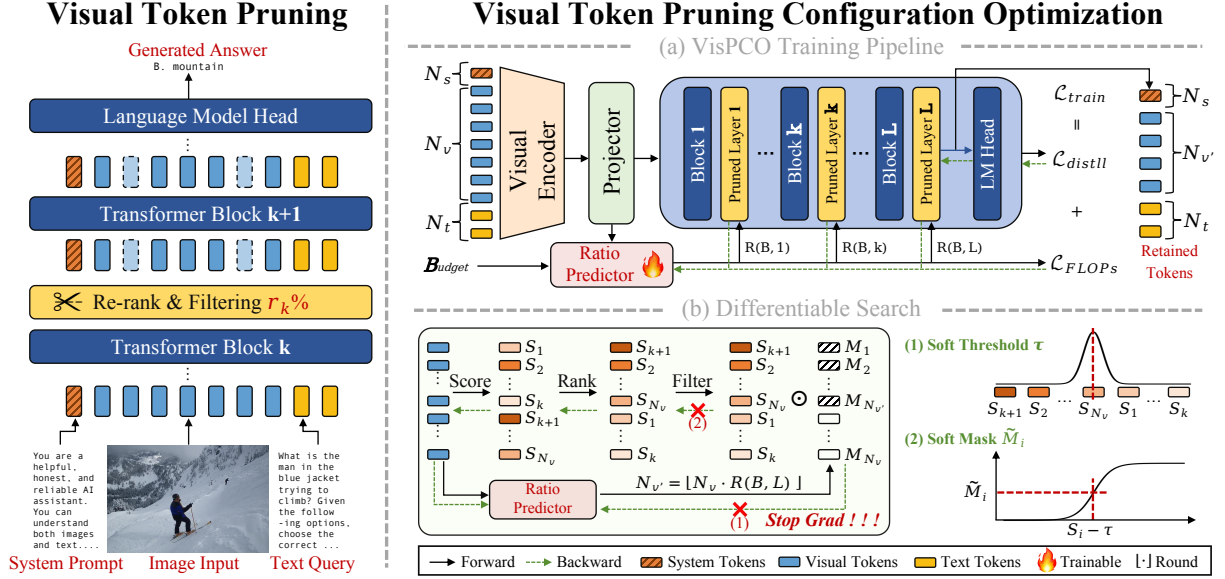 Visual Token Pruning
Generated Answer
B. mountain
Language Model Head
Transformer Block k+1
Re-rank & Filtering r_k%
Transformer Block k
You are a
helpful,
honest, and
reliable AI
assistant.
You can
understand
both images
and text....
What is the
man in the
blue jacket
trying to
climb? Given
the follow
-ing options,
choose the
correct ...
System Prompt
Image Input
Text Query
Visual Token Pruning Configuration Optimization
(a) VisPCO Training Pipeline
N_s
N_v
N_t
Visual Encoder
Projector
Block 1
Pruned Layer 1
...
Block k
Pruned Layer k
...
Block L
Pruned Layer L
LM Head
R(B, 1)
R(B, k)
R(B, L)
Budget
Ratio
Predictor
ℒ_train
=
ℒ_distll
+
ℒ_FLOPs
N_s
N_v'
N_t
Retained
Tokens
(b) Differentiable Search
Score
Rank
Filter
(2)
S_1
S_2
S_k
S_k+1
S_Nv
S_k+1
S_2
S_Nv
S_1
S_k
S_k+1
S_2
S_Nv
S_1
S_k
⊙
M_1
M_2
M_Nv'
M_Nv
Ratio
Predictor
N_v' = ⌊N_v · R(B, L) ⌋
(1)
Stop Grad ! ! !
(1) Soft Threshold τ
S_k+1 S_2 ... S_Nv S_1 ... S_k
(2) Soft Mask M̃_i
M̃_i
S_i − τ
Forward
Backward
System Tokens
Visual Tokens
Text Tokens
Trainable
⌊·⌉ Round